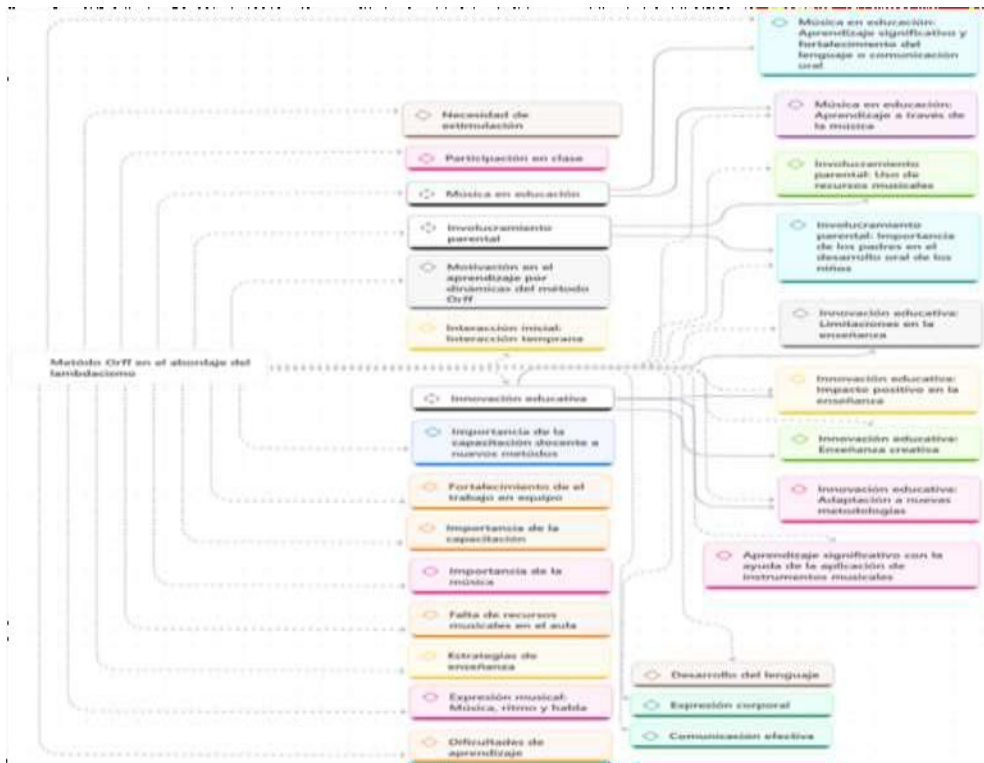 Música en educación:
Aprendizaje significativo y
fortalecimiento del
lenguaje o comunicación
oral
Necesidad de
estimulación
Música en educación:
Aprendizaje a través de
la música
Participación en clase
Involucramiento
parental: Uso de
recursos musicales
Música en educación
Involucramiento
parental
Involucramiento
parental: Importancia
de los padres en el
desarrollo oral de los
niños
Motivación en el
aprendizaje por
dinámicas del método
Orff
Innovación educativa:
Limitaciones en la
enseñanza
Interacción inicial:
Interacción temprana
Metódo Orff en el abordaje del
lambdacismo
Innovación educativa:
Impacto positivo en la
enseñanza
Innovación educativa
Importancia de la
capacitación docente a
nuevos metódos
Innovación educativa:
Enseñanza creativa
Fortalecimiento de el
trabajo en equipo
Innovación educativa:
Adaptación a nuevas
metodologías
Importancia de la
capacitación
Aprendizaje significativo con la
ayuda de la aplicación de
instrumentos musicales
Importancia de la
música
Falta de recursos
musicales en el aula
Estrategias de
enseñanza
Desarrollo del lenguaje
Expresión musical:
Música, ritmo y habla
Expresión corporal
Comunicación efectiva
Dificultades de
aprendizaje